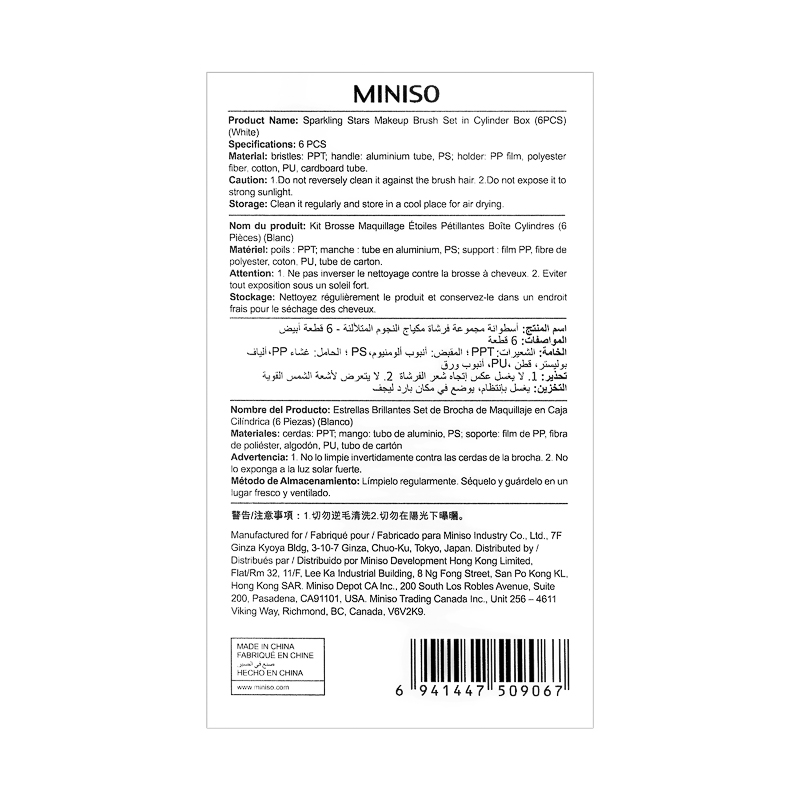 MINISO
Product Name: Sparkling Stars Makeup Brush Set in Cylinder Box (6PCS)
(White)
Specifications: 6 PCS
Material: bristles: PPT; handle: aluminium tube, PS; holder: PP film, polyester
fiber, cotton, PU, cardboard tube.
Caution: 1.Do not reversely clean it against the brush hair. 2.Do not expose it to
strong sunlight.
Storage: Clean it regularly and store in a cool place for air drying.
Nom du produit: Kit Brosse Maquillage Étoiles Pétillantes Boîte Cylindres (6
Pièces) (Blanc)
Matériel: poils : PPT; manche : tube en aluminium, PS; support : film PP, fibre de
polyester, coton, PU, tube de carton.
Attention: 1. Ne pas inverser le nettoyage contre la brosse à cheveux. 2. Eviter
tout exposition sous un soleil fort.
Stockage: Nettoyez régulièrement le produit et conservez-le dans un endroit
frais pour le séchage des cheveux.
اسم المنتج: أسطوانة مجموعة فرشاة مكياج النجوم المتلألئة - 6 قطعة أبيض
المواصفات: 6 قطعة
الخامة: الشعيرات: PPT ؛ المقبض: أنبوب ألومنيوم، PS ؛ الحامل: غشاء PP، ألياف
بوليستر، قطن ،PU، أنبوب ورق
تحذير: 1. لا يغسل عكس إتجاه شعر الفرشاة 2. لا يتعرض لأشعة الشمس القوية
التخزين: يغسل بإنتظام، يوضع في مكان بارد ليجف
Nombre del Producto: Estrellas Brillantes Set de Brocha de Maquillaje en Caja
Cilíndrica (6 Piezas) (Blanco)
Materiales: cerdas: PPT; mango: tubo de aluminio, PS; soporte: film de PP, fibra
de poliéster, algodón, PU, tubo de cartón
Advertencia: 1. No lo limpie invertidamente contra las cerdas de la brocha. 2. No
lo exponga a la luz solar fuerte.
Método de Almacenamiento: Límpielo regularmente. Séquelo y guárdelo en un
lugar fresco y ventilado.
警告/注意事項：1.切勿逆毛清洗2.切勿在陽光下曝曬。
Manufactured for / Fabriqué pour / Fabricado para Miniso Industry Co., Ltd., 7F
Ginza Kyoya Bldg, 3-10-7 Ginza, Chuo-Ku, Tokyo, Japan. Distributed by /
Distribués par / Distribuido por Miniso Development Hong Kong Limited,
Flat/Rm 32, 11/F, Lee Ka Industrial Building, 8 Ng Fong Street, San Po Kong KL,
Hong Kong SAR. Miniso Depot CA Inc., 200 South Los Robles Avenue, Suite
200, Pasadena, CA91101, USA. Miniso Trading Canada Inc., Unit 256 – 4611
Viking Way, Richmond, BC, Canada, V6V2K9.
MADE IN CHINA
FABRIQUÉ EN CHINE
صنع في الصين
HECHO EN CHINA
www.miniso.com
6 941447 509067